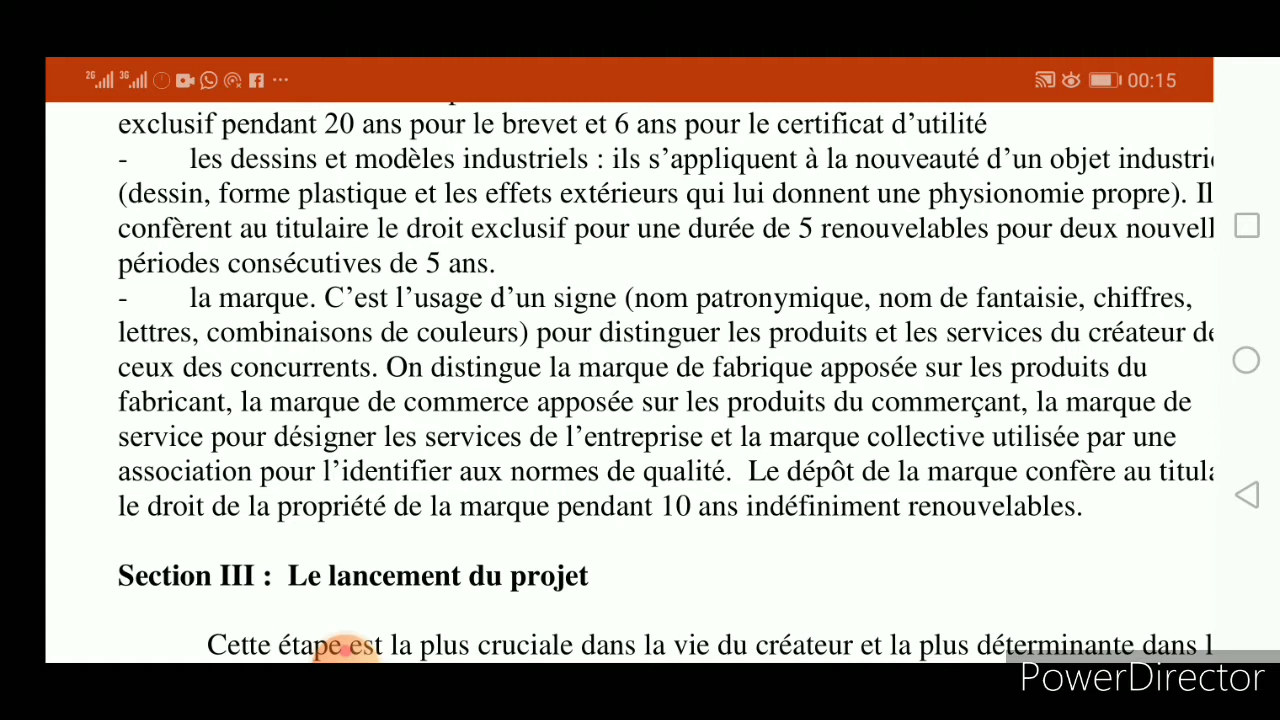 2G 3G 00:15
exclusif pendant 20 ans pour le brevet et 6 ans pour le certificat d’utilité
- les dessins et modèles industriels : ils s’appliquent à la nouveauté d’un objet industri
(dessin, forme plastique et les effets extérieurs qui lui donnent une physionomie propre). Il
confèrent au titulaire le droit exclusif pour une durée de 5 renouvelables pour deux nouvell
périodes consécutives de 5 ans.
- la marque. C’est l’usage d’un signe (nom patronymique, nom de fantaisie, chiffres,
lettres, combinaisons de couleurs) pour distinguer les produits et les services du créateur de
ceux des concurrents. On distingue la marque de fabrique apposée sur les produits du
fabricant, la marque de commerce apposée sur les produits du commerçant, la marque de
service pour désigner les services de l’entreprise et la marque collective utilisée par une
association pour l’identifier aux normes de qualité. Le dépôt de la marque confère au titula
le droit de la propriété de la marque pendant 10 ans indéfiniment renouvelables.
Section III : Le lancement du projet
Cette étape est la plus cruciale dans la vie du créateur et la plus déterminante dans l
PowerDirector